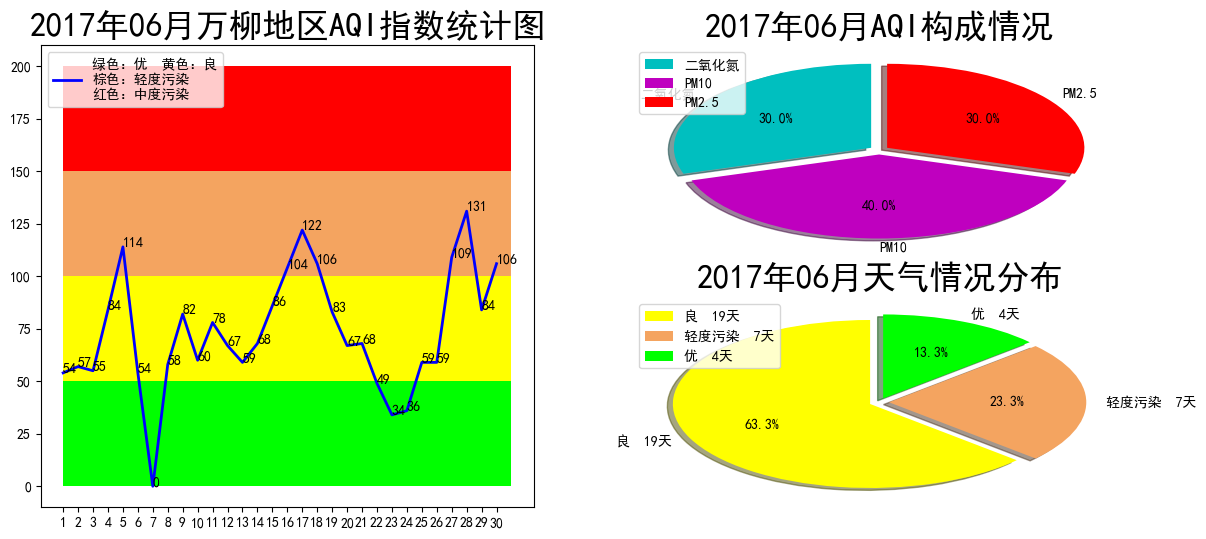 2017年06月万柳地区AQI指数统计图
绿色：优　黄色：良
棕色：轻度污染
红色：中度污染
200
175
150
125
100
75
50
25
0
54
57
55
84
114
54
0
58
82
60
78
67
59
68
86
104
122
106
83
67
68
49
34
36
59
59
109
131
84
106
1 2 3 4 5 6 7 8 9 10 11 12 13 14 15 16 17 18 19 20 21 22 23 24 25 26 27 28 29 30
2017年06月AQI构成情况
二氧化氮
PM10
PM2.5
二氧化氮
PM2.5
30.0%
30.0%
40.0%
PM10
2017年06月天气情况分布
良　19天
轻度污染　7天
优　4天
优　4天
13.3%
23.3%
轻度污染　7天
63.3%
良　19天